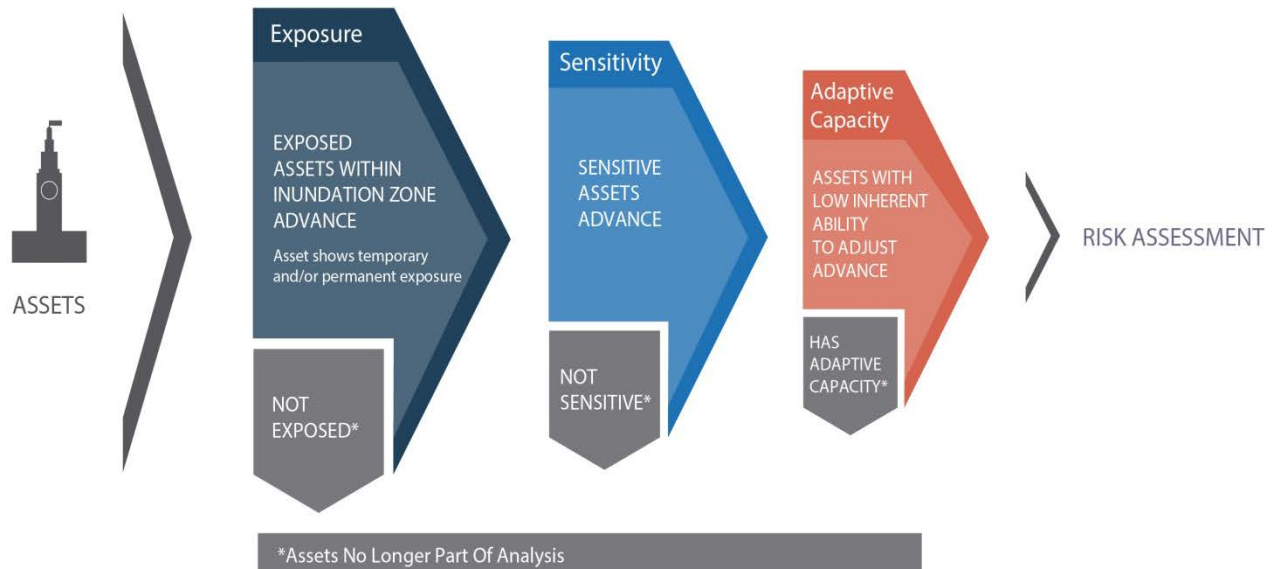 ASSETS
Exposure
EXPOSED
ASSETS WITHIN
INUNDATION ZONE
ADVANCE
Asset shows temporary
and/or permanent exposure
NOT
EXPOSED*
Sensitivity
SENSITIVE
ASSETS
ADVANCE
NOT
SENSITIVE*
Adaptive
Capacity
ASSETS WITH
LOW INHERENT
ABILITY
TO ADJUST
ADVANCE
HAS
ADAPTIVE
CAPACITY*
RISK ASSESSMENT
*Assets No Longer Part Of Analysis